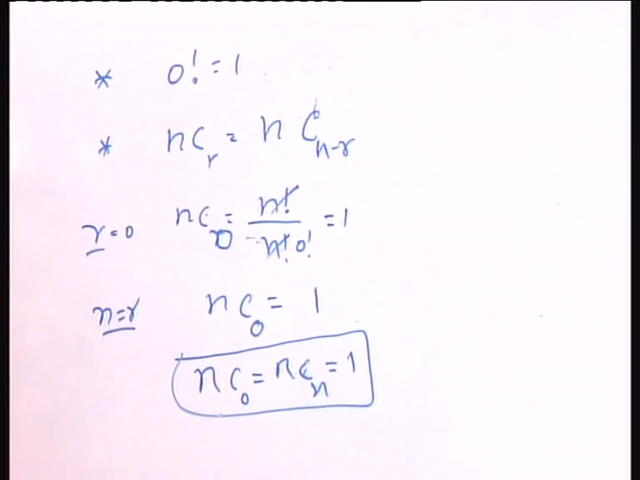 * 0! = 1
* nCr = nCn-r
r=0 nC0 = n!/n!0! = 1
n=r nC0 = 1
nC0 = nCn = 1